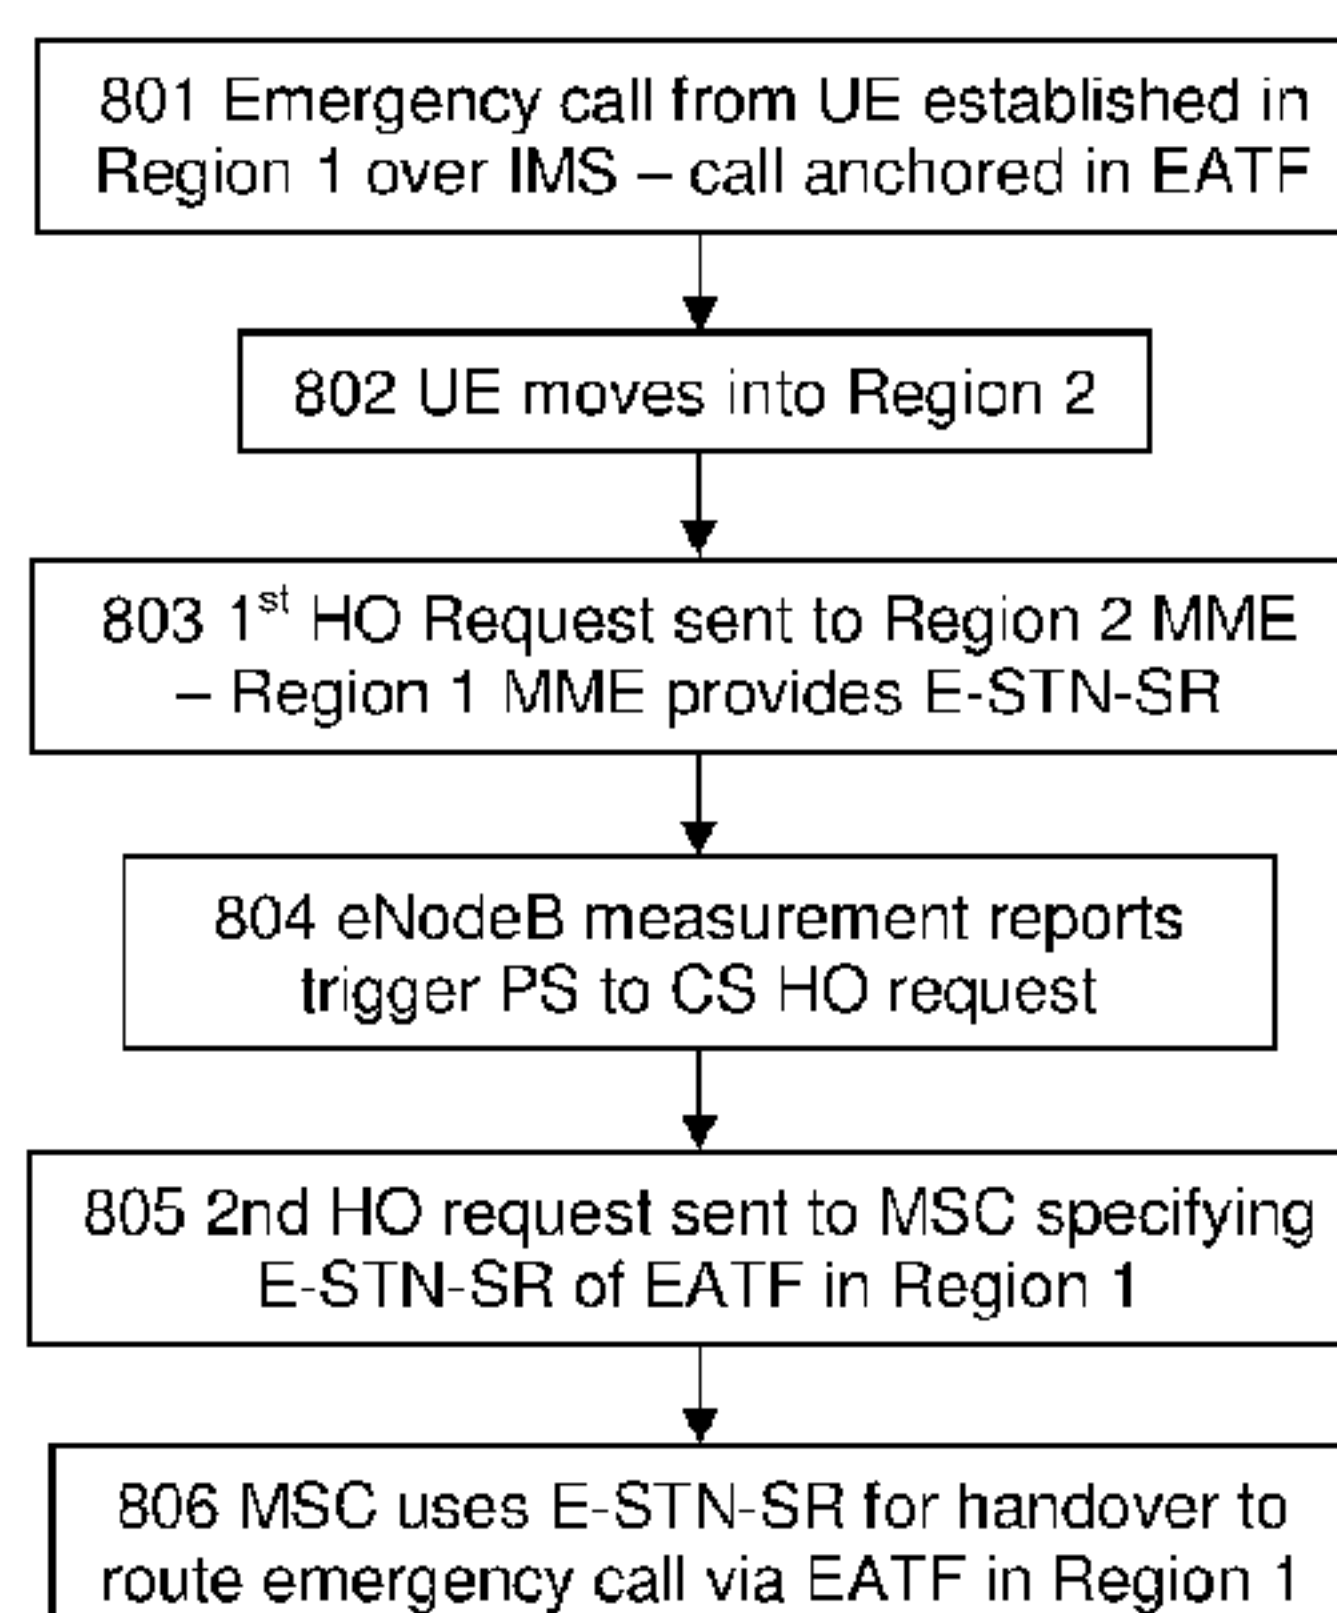 801 Emergency call from UE established in
Region 1 over IMS – call anchored in EATF
802 UE moves into Region 2
803 1st HO Request sent to Region 2 MME
– Region 1 MME provides E-STN-SR
804 eNodeB measurement reports
trigger PS to CS HO request
805 2nd HO request sent to MSC specifying
E-STN-SR of EATF in Region 1
806 MSC uses E-STN-SR for handover to
route emergency call via EATF in Region 1